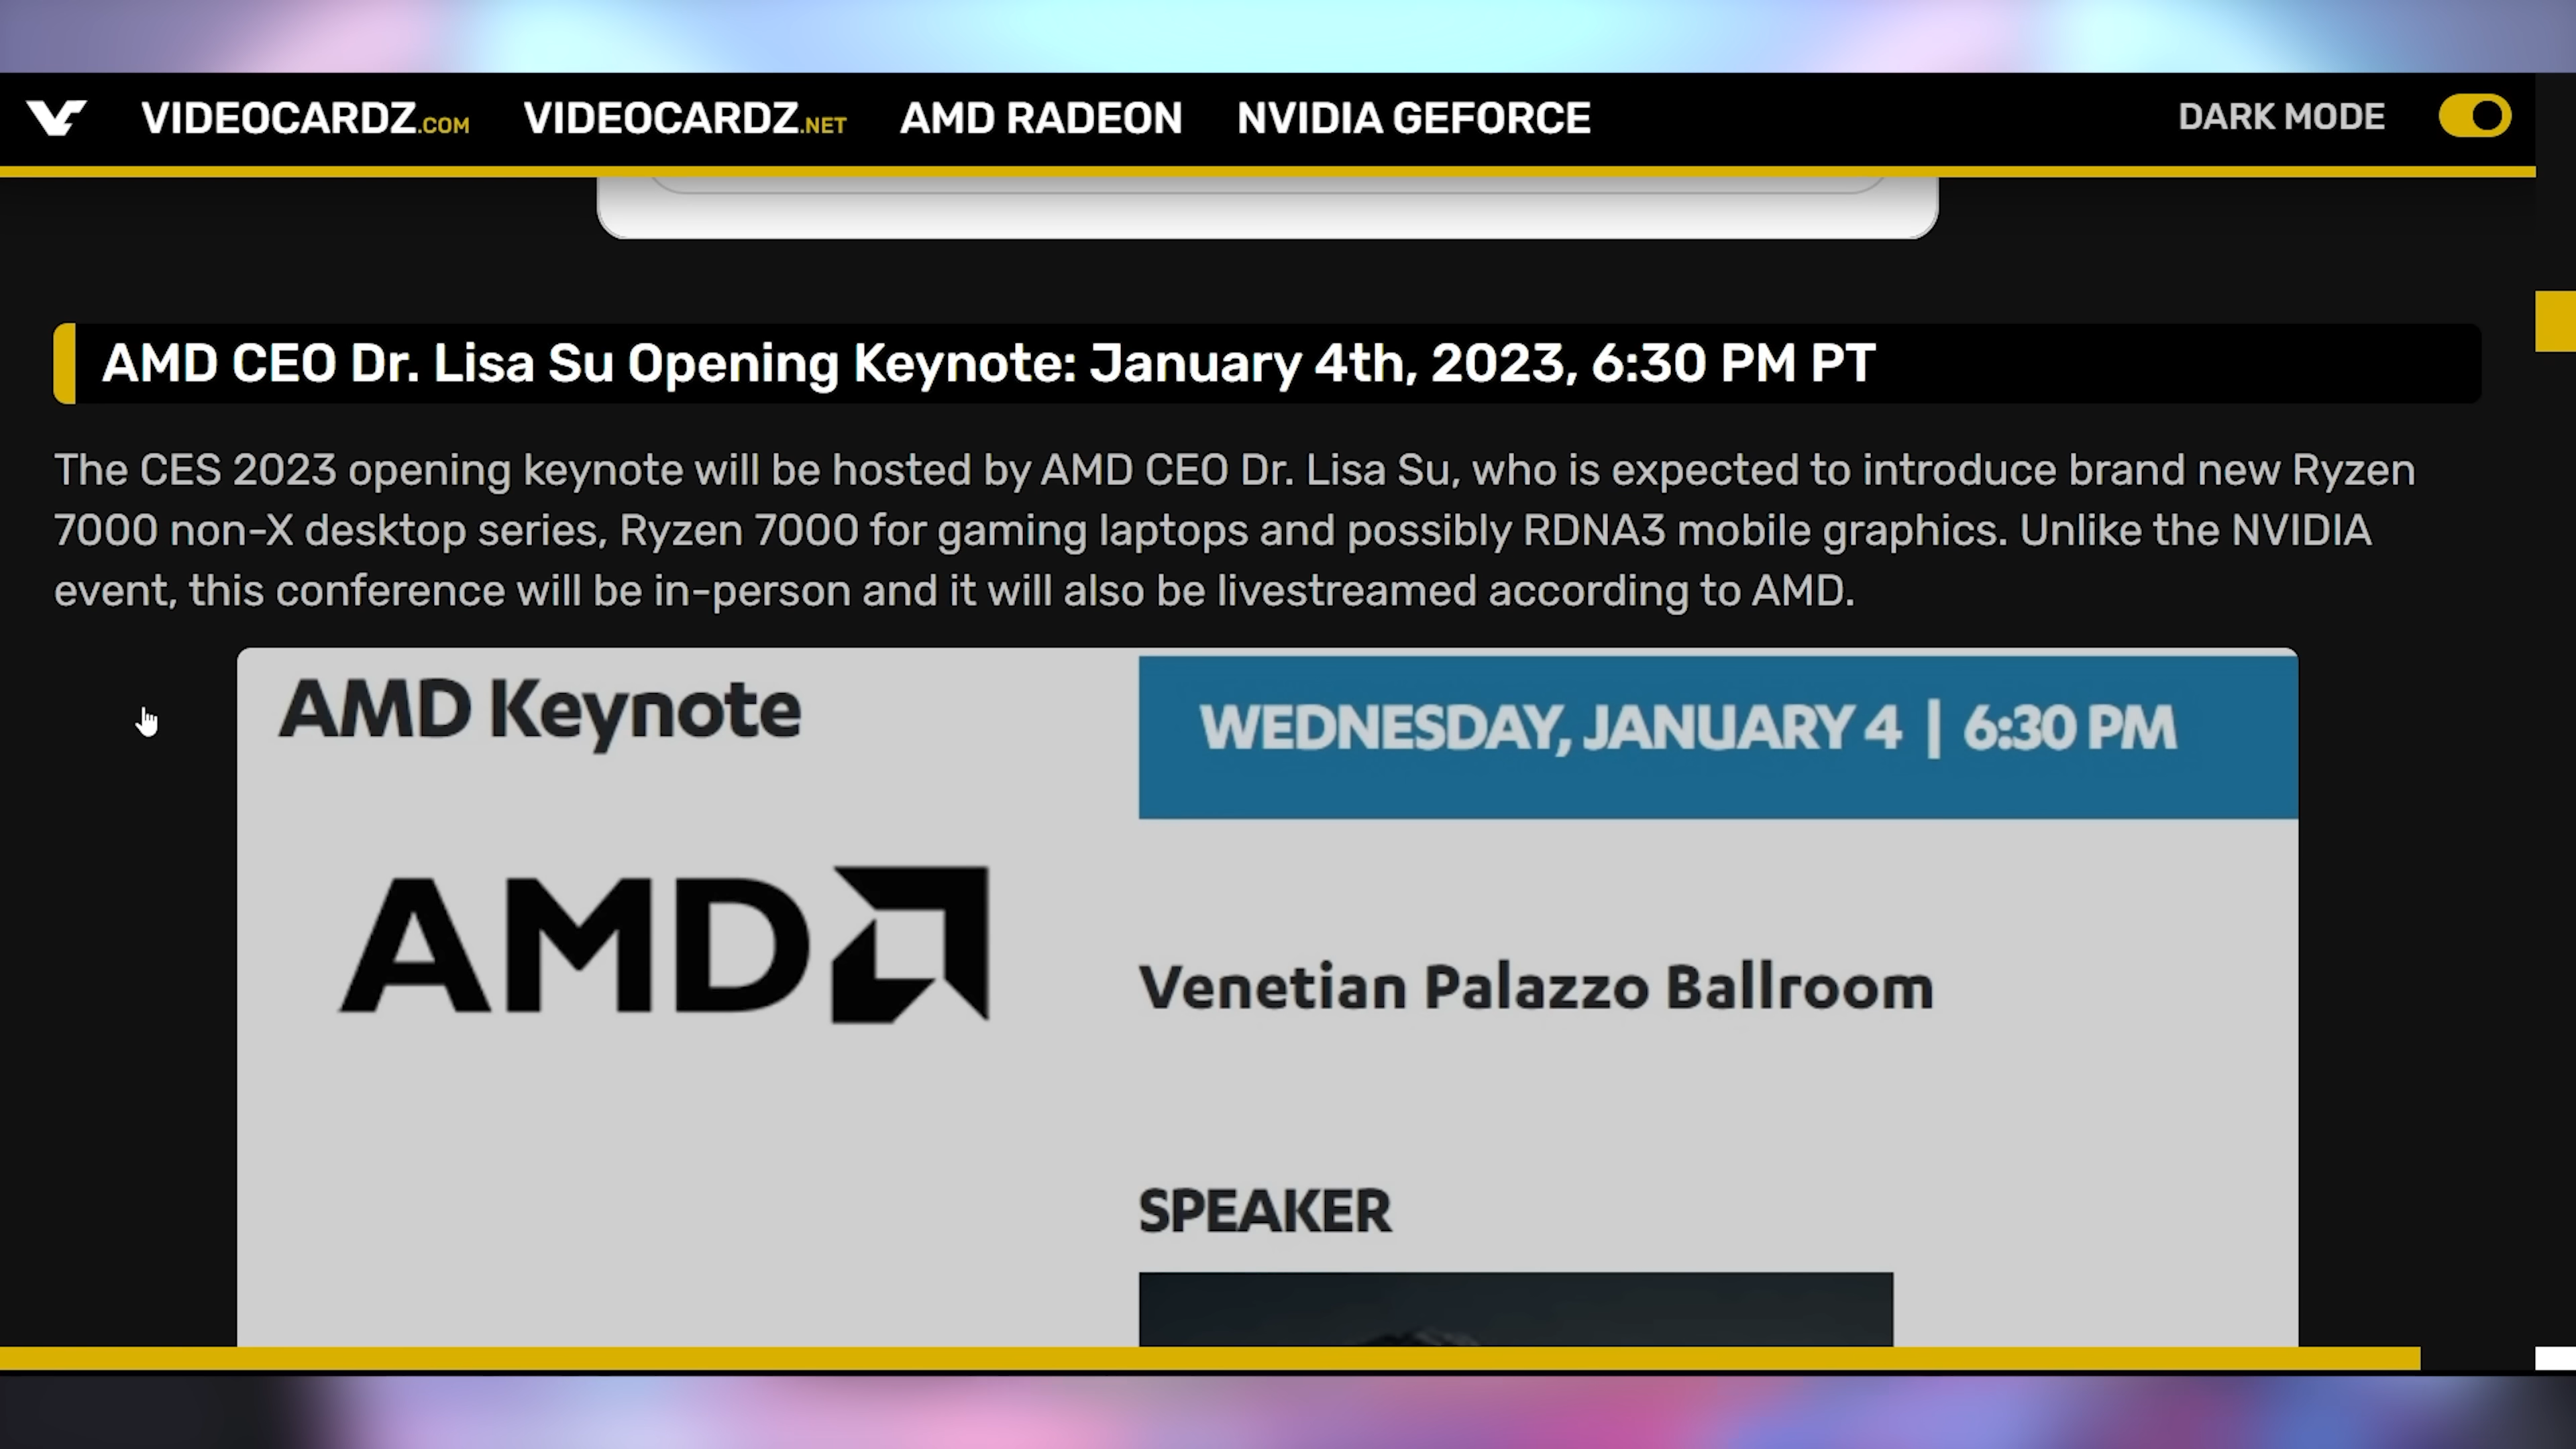 VIDEOCARDZ.COM VIDEOCARDZ.NET AMD RADEON NVIDIA GEFORCE DARK MODE
AMD CEO Dr. Lisa Su Opening Keynote: January 4th, 2023, 6:30 PM PT
The CES 2023 opening keynote will be hosted by AMD CEO Dr. Lisa Su, who is expected to introduce brand new Ryzen
7000 non-X desktop series, Ryzen 7000 for gaming laptops and possibly RDNA3 mobile graphics. Unlike the NVIDIA
event, this conference will be in-person and it will also be livestreamed according to AMD.
AMD Keynote
WEDNESDAY, JANUARY 4 | 6:30 PM
AMD
Venetian Palazzo Ballroom
SPEAKER